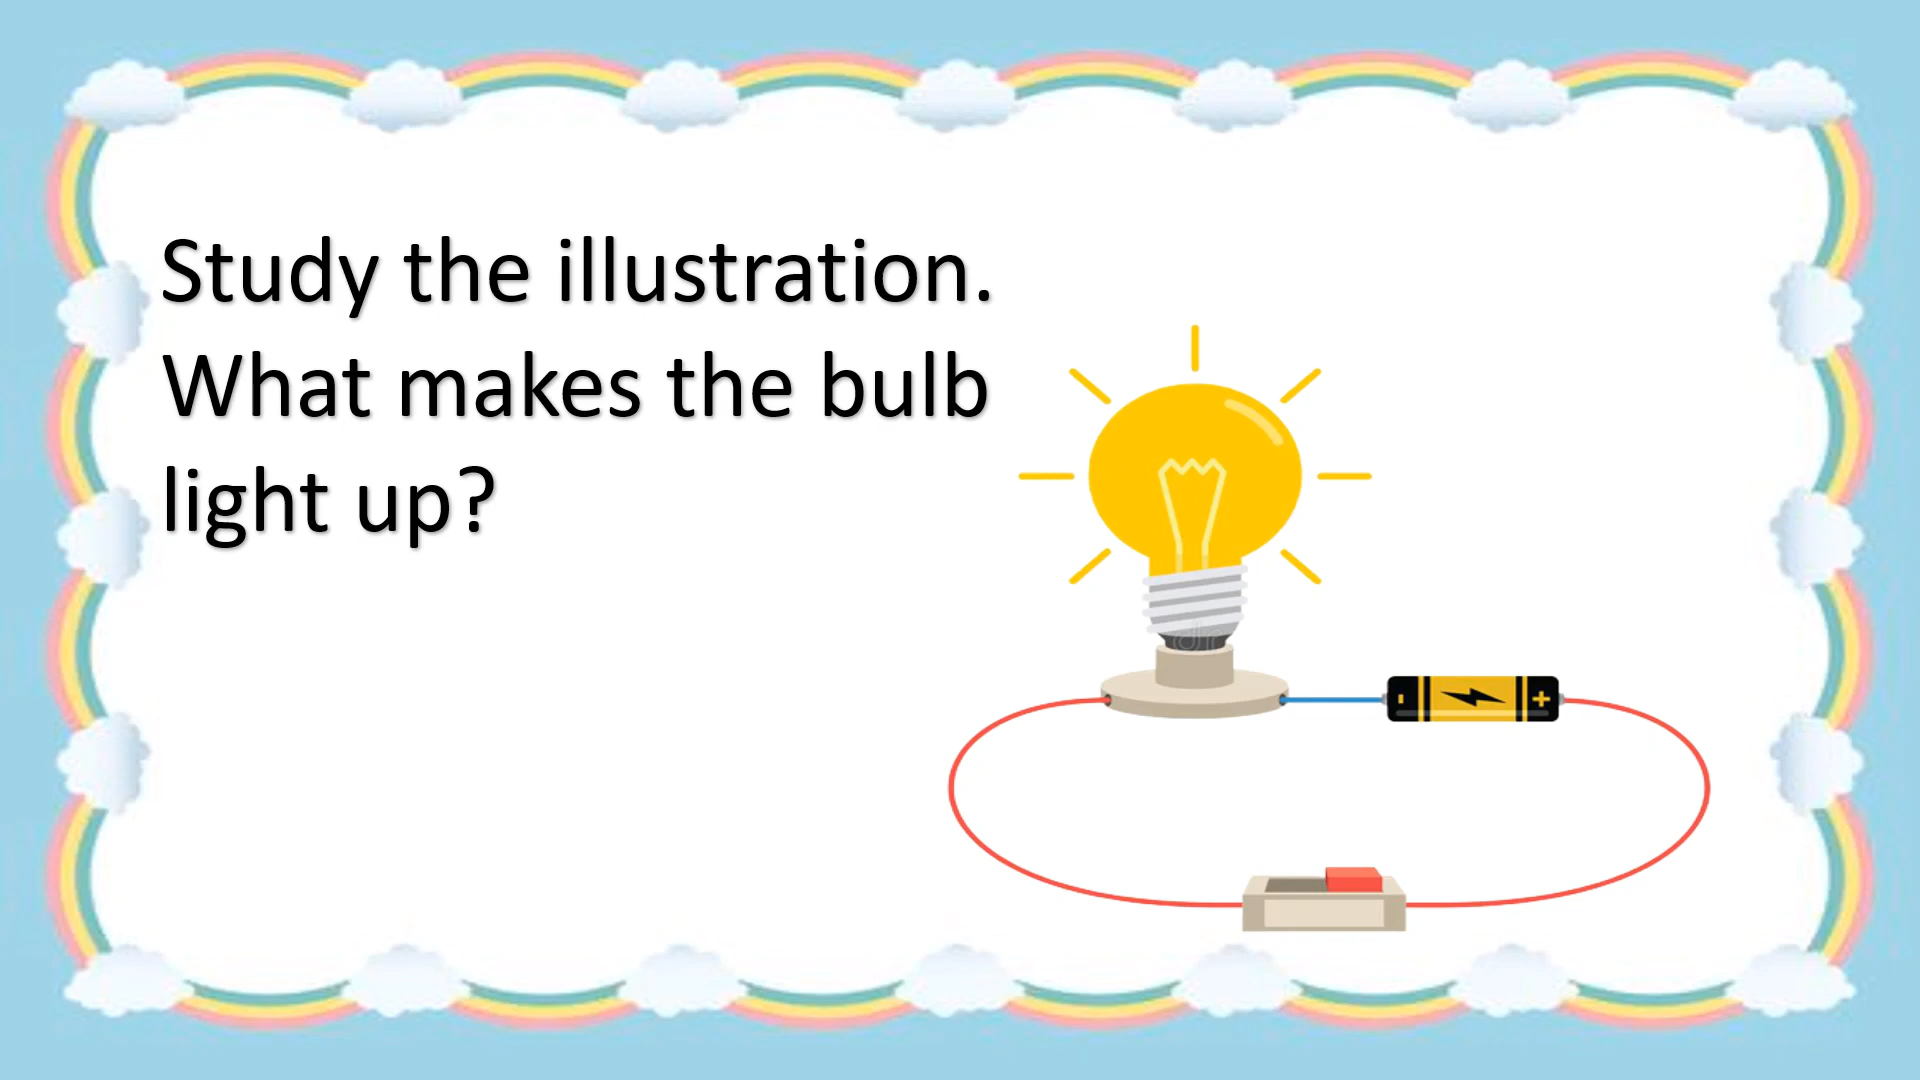 Study the illustration.
What makes the bulb
light up?
- +